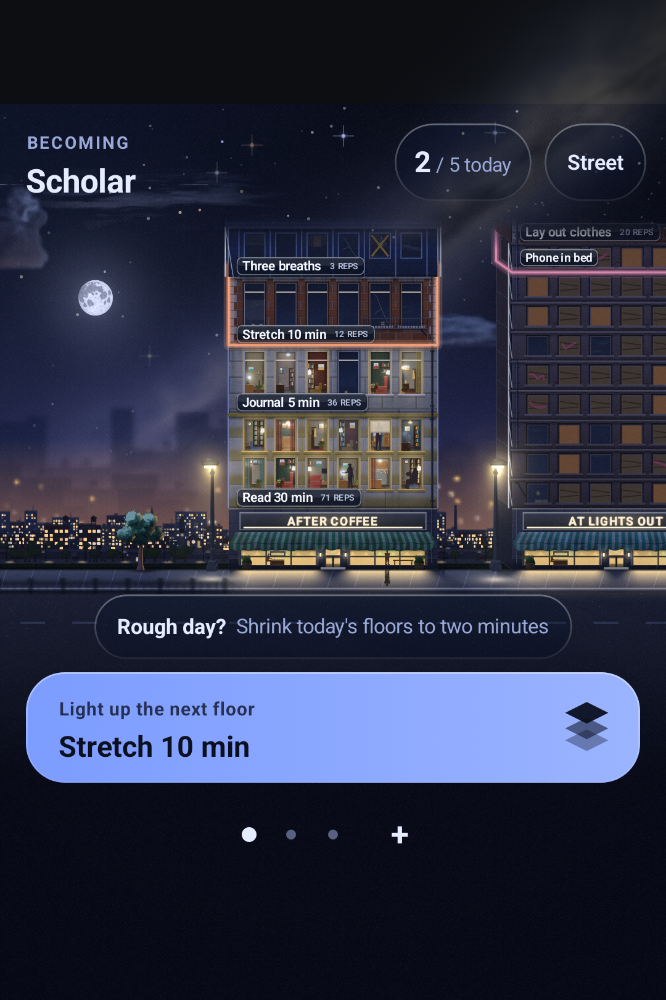 BECOMING
Scholar
2 / 5 today
Street
Lay out clothes 20 REPS
Phone in bed
Three breaths 3 REPS
Stretch 10 min 12 REPS
Journal 5 min 36 REPS
Read 30 min 71 REPS
AFTER COFFEE
AT LIGHTS OUT
Rough day? Shrink today's floors to two minutes
Light up the next floor
Stretch 10 min
+